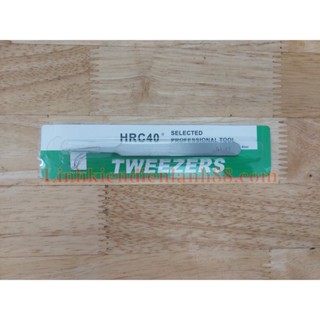 HRC40°
SELECTED
PROFESSIONAL TOOL
TWEEZERS